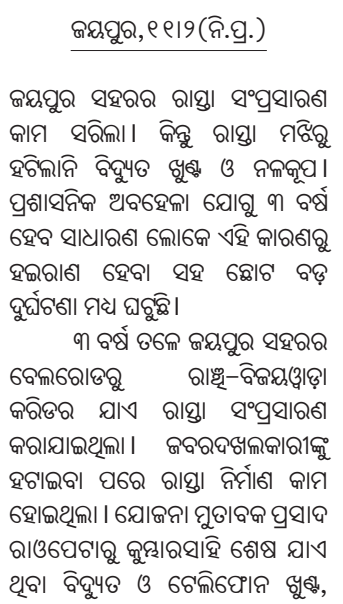 ଜୟପୁର,୧୧।୨(ନି.ପ୍ର.)
ଜୟପୁର ସହରର ରାସ୍ତା ସଂପ୍ରସାରଣ
କାମ ସରିଲା। କିନ୍ତୁ ରାସ୍ତା ମଝିରୁ
ହଟିଲାନି ବିଦ୍ୟୁତ ଖୁଣ୍ଟ ଓ ନଳକୂପ।
ପ୍ରଶାସନିକ ଅବହେଳା ଯୋଗୁ ୩ ବର୍ଷ
ହେବ ସାଧାରଣ ଲୋକେ ଏହି କାରଣରୁ
ହଇରାଣ ହେବା ସହ ଛୋଟ ବଡ଼
ଦୁର୍ଘଟଣା ମଧ୍ୟ ଘଟୁଛି।
୩ ବର୍ଷ ତଳେ ଜୟପୁର ସହରର
ବେଲରୋଡରୁ ରାଞ୍ଚି–ବିଜୟୱାଡ଼ା
କରିଡର ଯାଏ ରାସ୍ତା ସଂପ୍ରସାରଣ
କରାଯାଇଥିଲା। ଜବରଦଖଲକାରୀଙ୍କୁ
ହଟାଇବା ପରେ ରାସ୍ତା ନିର୍ମାଣ କାମ
ହୋଇଥିଲା। ଯୋଜନା ମୁତାବକ ପ୍ରସାଦ
ରାଓପେଟାରୁ କୁମ୍ଭାରସାହି ଶେଷ ଯାଏ
ଥିବା ବିଦ୍ୟୁତ ଓ ଟେଲିଫୋନ ଖୁଣ୍ଟ,